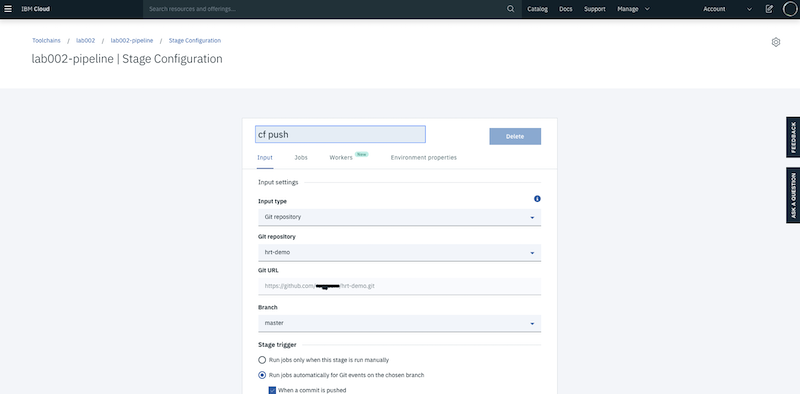 IBM Cloud Search resources and offerings... Catalog Docs Support Manage Account
Toolchains / lab002 / lab002-pipeline / Stage Configuration
lab002-pipeline | Stage Configuration
cf push Delete
Input Jobs Workers Beta Environment properties
Input settings
Input type
Git repository
Git repository
hrt-demo
Git URL
https://github.com/ /hrt-demo.git
Branch
master
Stage trigger
Run jobs only when this stage is run manually
Run jobs automatically for Git events on the chosen branch
When a commit is pushed
FEEDBACK
ASK A QUESTION